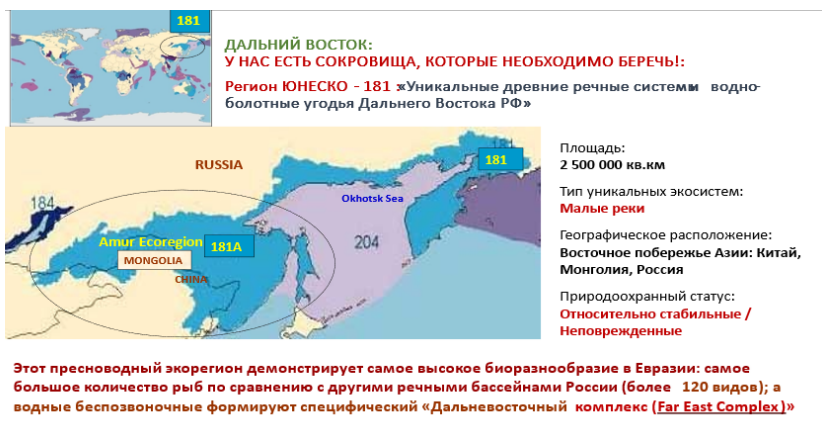 181
ДАЛЬНИЙ ВОСТОК:
У НАС ЕСТЬ СОКРОВИЩА, КОТОРЫЕ НЕОБХОДИМО БЕРЕЧЬ!:
Регион ЮНЕСКО - 181 :«Уникальные древние речные системы и водно-
болотные угодья Дальнего Востока РФ»
RUSSIA
181
184
Okhotsk Sea
Amur Ecoregion
181A
204
MONGOLIA
CHINA
Площадь:
2 500 000 кв.км
Тип уникальных экосистем:
Малые реки
Географическое расположение:
Восточное побережье Азии: Китай,
Монголия, Россия
Природоохранный статус:
Относительно стабильные /
Неповрежденные
Этот пресноводный экорегион демонстрирует самое высокое биоразнообразие в Евразии: самое
большое количество рыб по сравнению с другими речными бассейнами России (более 120 видов); а
водные беспозвоночные формируют специфический «Дальневосточный комплекс (Far East Complex)»